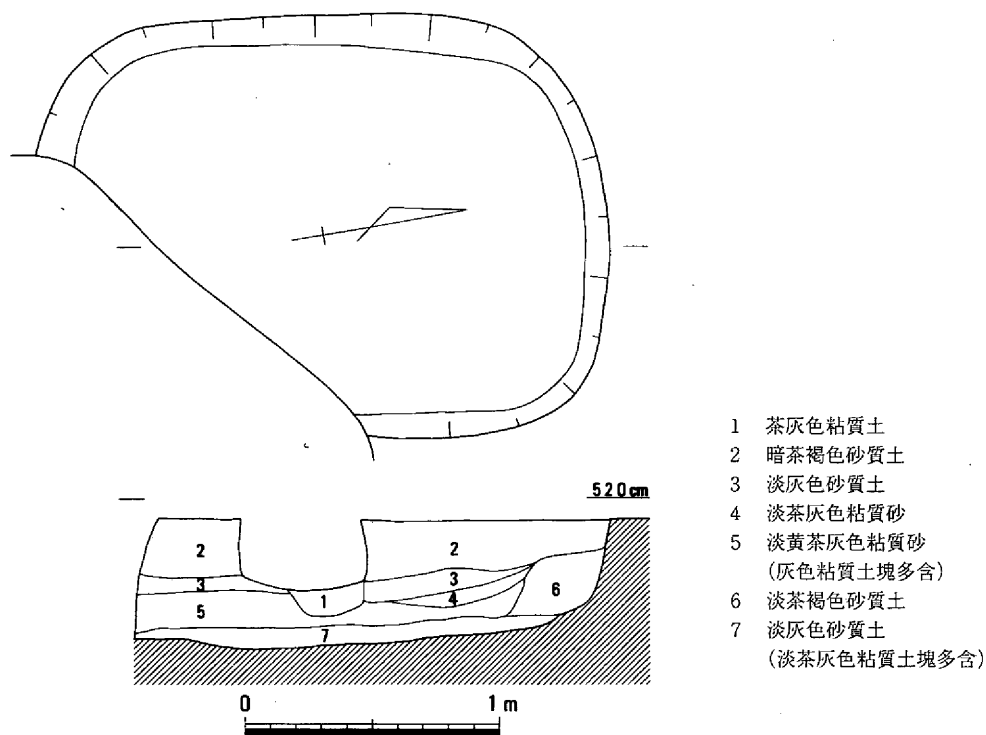 520cm
2
2
3
3
4
1
5
6
7
0
1 m
1 茶灰色粘質土
2 暗茶褐色砂質土
3 淡灰色砂質土
4 淡茶灰色粘質砂
5 淡黄茶灰色粘質砂
(灰色粘質土塊多含)
6 淡茶褐色砂質土
7 淡灰色砂質土
(淡茶灰色粘質土塊多含)